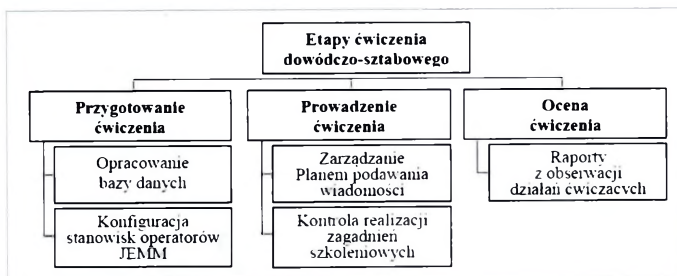 Etapy ćwiczenia
dowódczo-sztabowego
Przygotowanie
ćwiczenia
Prowadzenie
ćwiczenia
Ocena
ćwiczenia
Opracowanie
bazy danych
Zarządzanie
Planem podawania
wiadomości
Raporty
z obserwacji
działań ćwiczących
Konfiguracja
stanowisk operatorów
JEMM
Kontrola realizacji
zagadnień
szkoleniowych